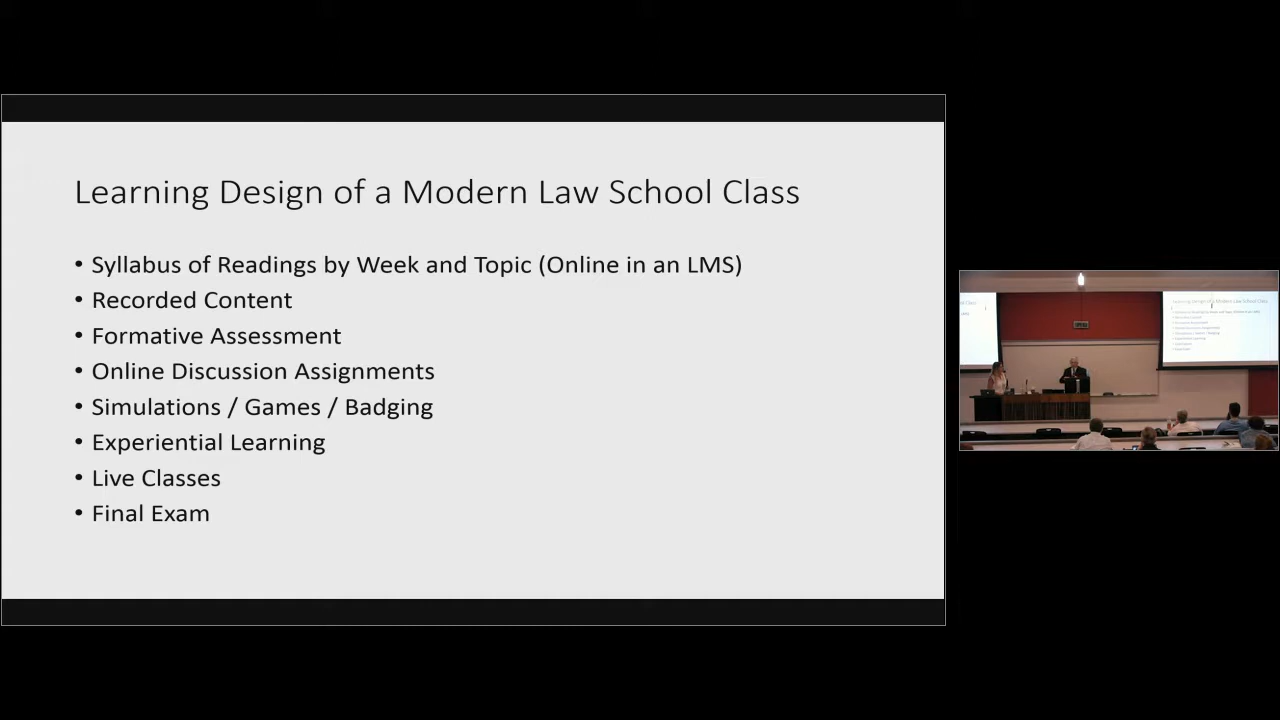 Learning Design of a Modern Law School Class
• Syllabus of Readings by Week and Topic (Online in an LMS)
• Recorded Content
• Formative Assessment
• Online Discussion Assignments
• Simulations / Games / Badging
• Experiential Learning
• Live Classes
• Final Exam